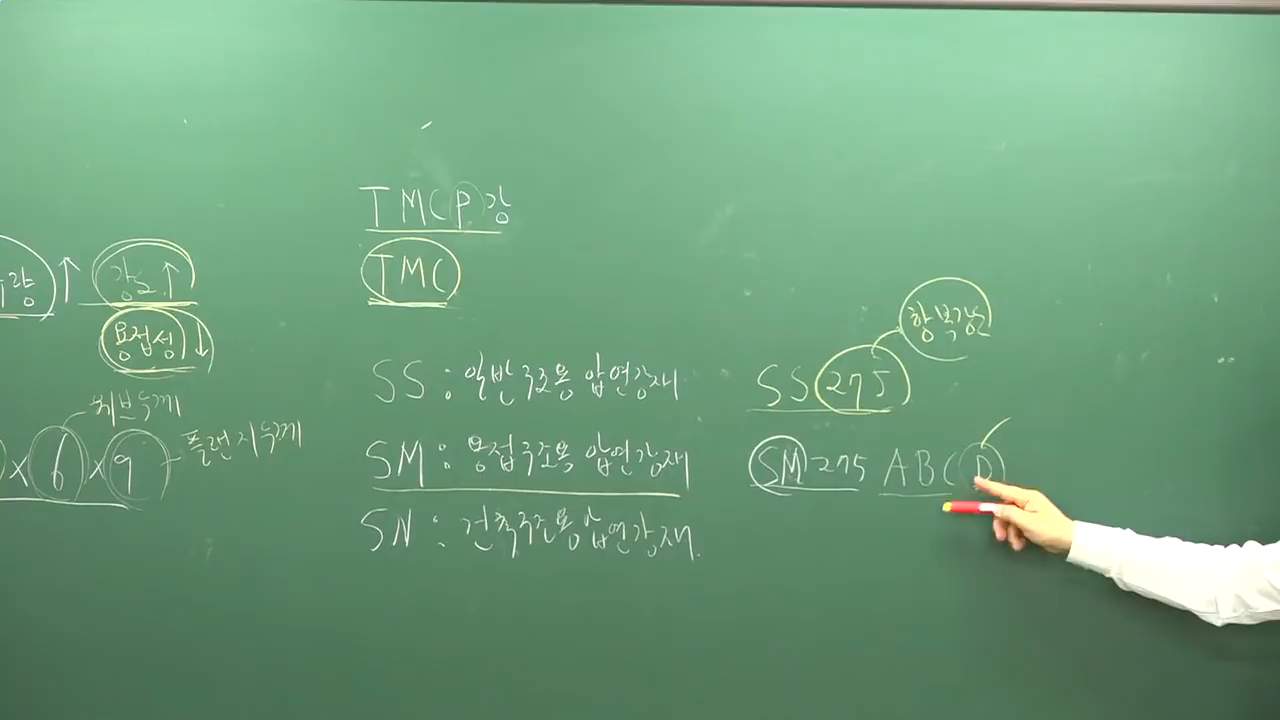 TMCP강
TMC
강도↑
용접성↓
웨브두께
×6×9
플랜지두께
SS : 일반구조용 압연강재
SM : 용접구조용 압연강재
SN : 건축구조용 압연강재.
항복강도
SS275
SM275 ABCD